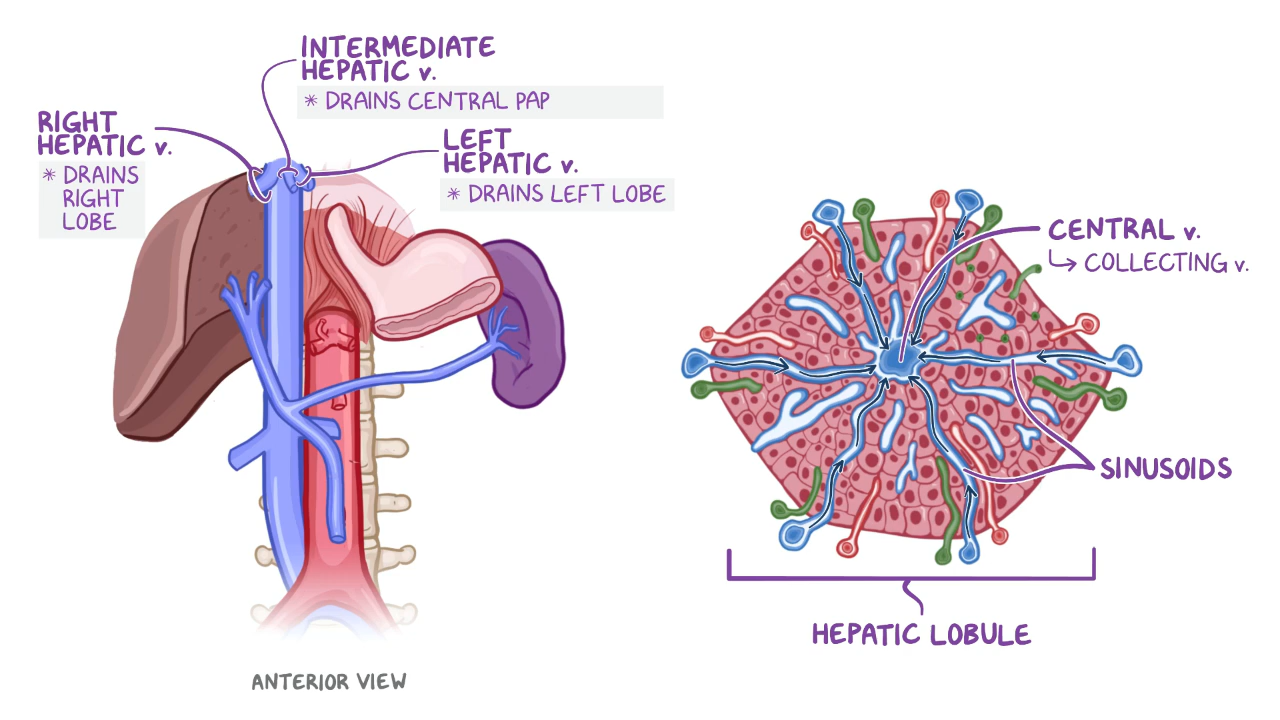 INTERMEDIATE
HEPATIC v.
* DRAINS CENTRAL PAP
RIGHT
HEPATIC v.
* DRAINS
RIGHT
LOBE
LEFT
HEPATIC v.
* DRAINS LEFT LOBE
ANTERIOR VIEW
CENTRAL v.
↳ COLLECTING v.
SINUSOIDS
HEPATIC LOBULE